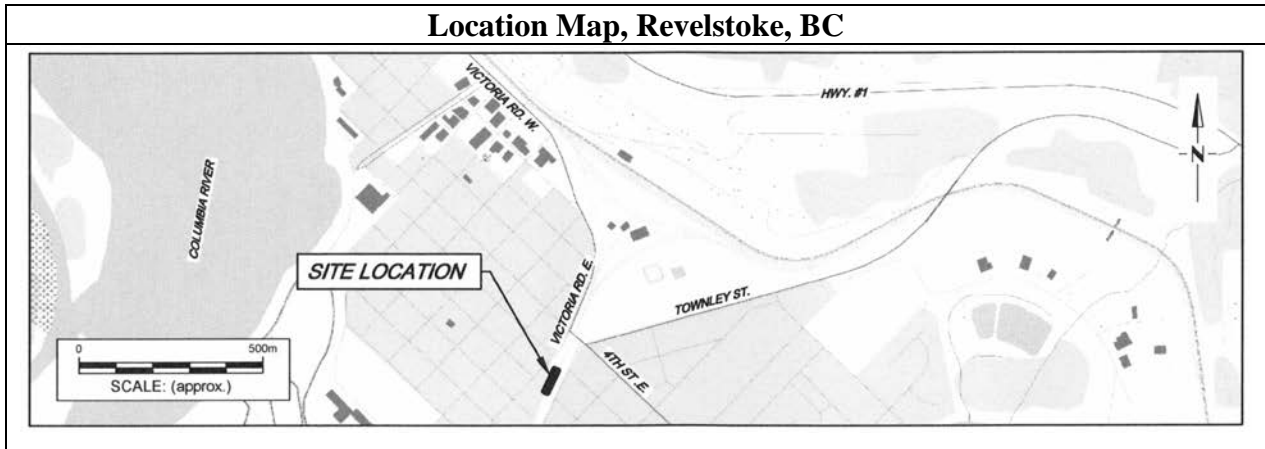 Location Map, Revelstoke, BC
VICTORIA RD. W.
HWY. #1
N
COLUMBIA RIVER
SITE LOCATION
VICTORIA RD. E.
TOWNLEY ST.
4TH ST .E.
0 500m
SCALE: (approx.)